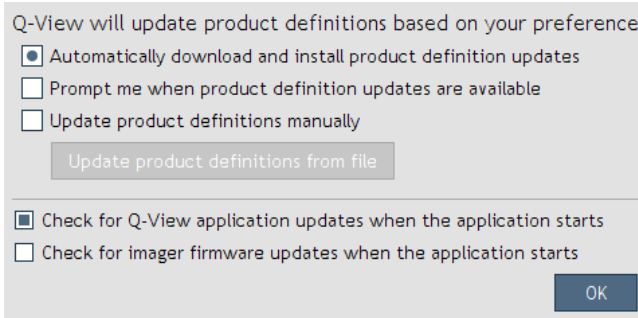 Q-View will update product definitions based on your preference
Automatically download and install product definition updates
Prompt me when product definition updates are available
Update product definitions manually
Update product definitions from file
Check for Q-View application updates when the application starts
Check for imager firmware updates when the application starts
OK